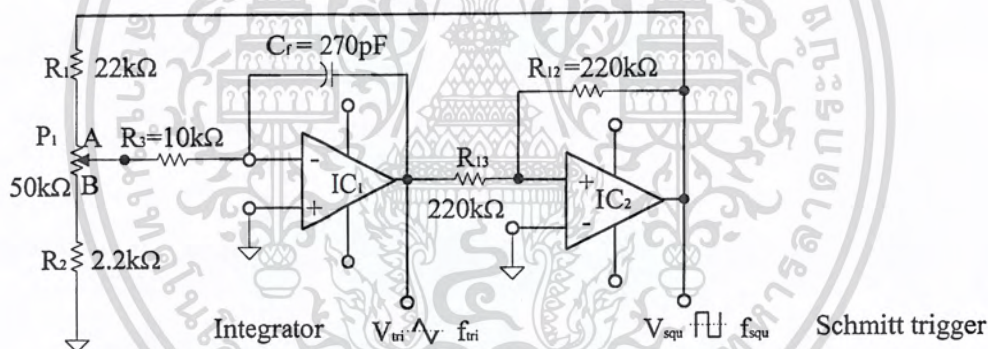 R₁ 22kΩ
C_f = 270pF
R₁₂=220kΩ
P₁ A R₃=10kΩ
50kΩ B
- + IC₁
R₁₃
220kΩ
+ - IC₂
R₂ 2.2kΩ
Integrator V_tri f_tri V_squ f_squ Schmitt trigger